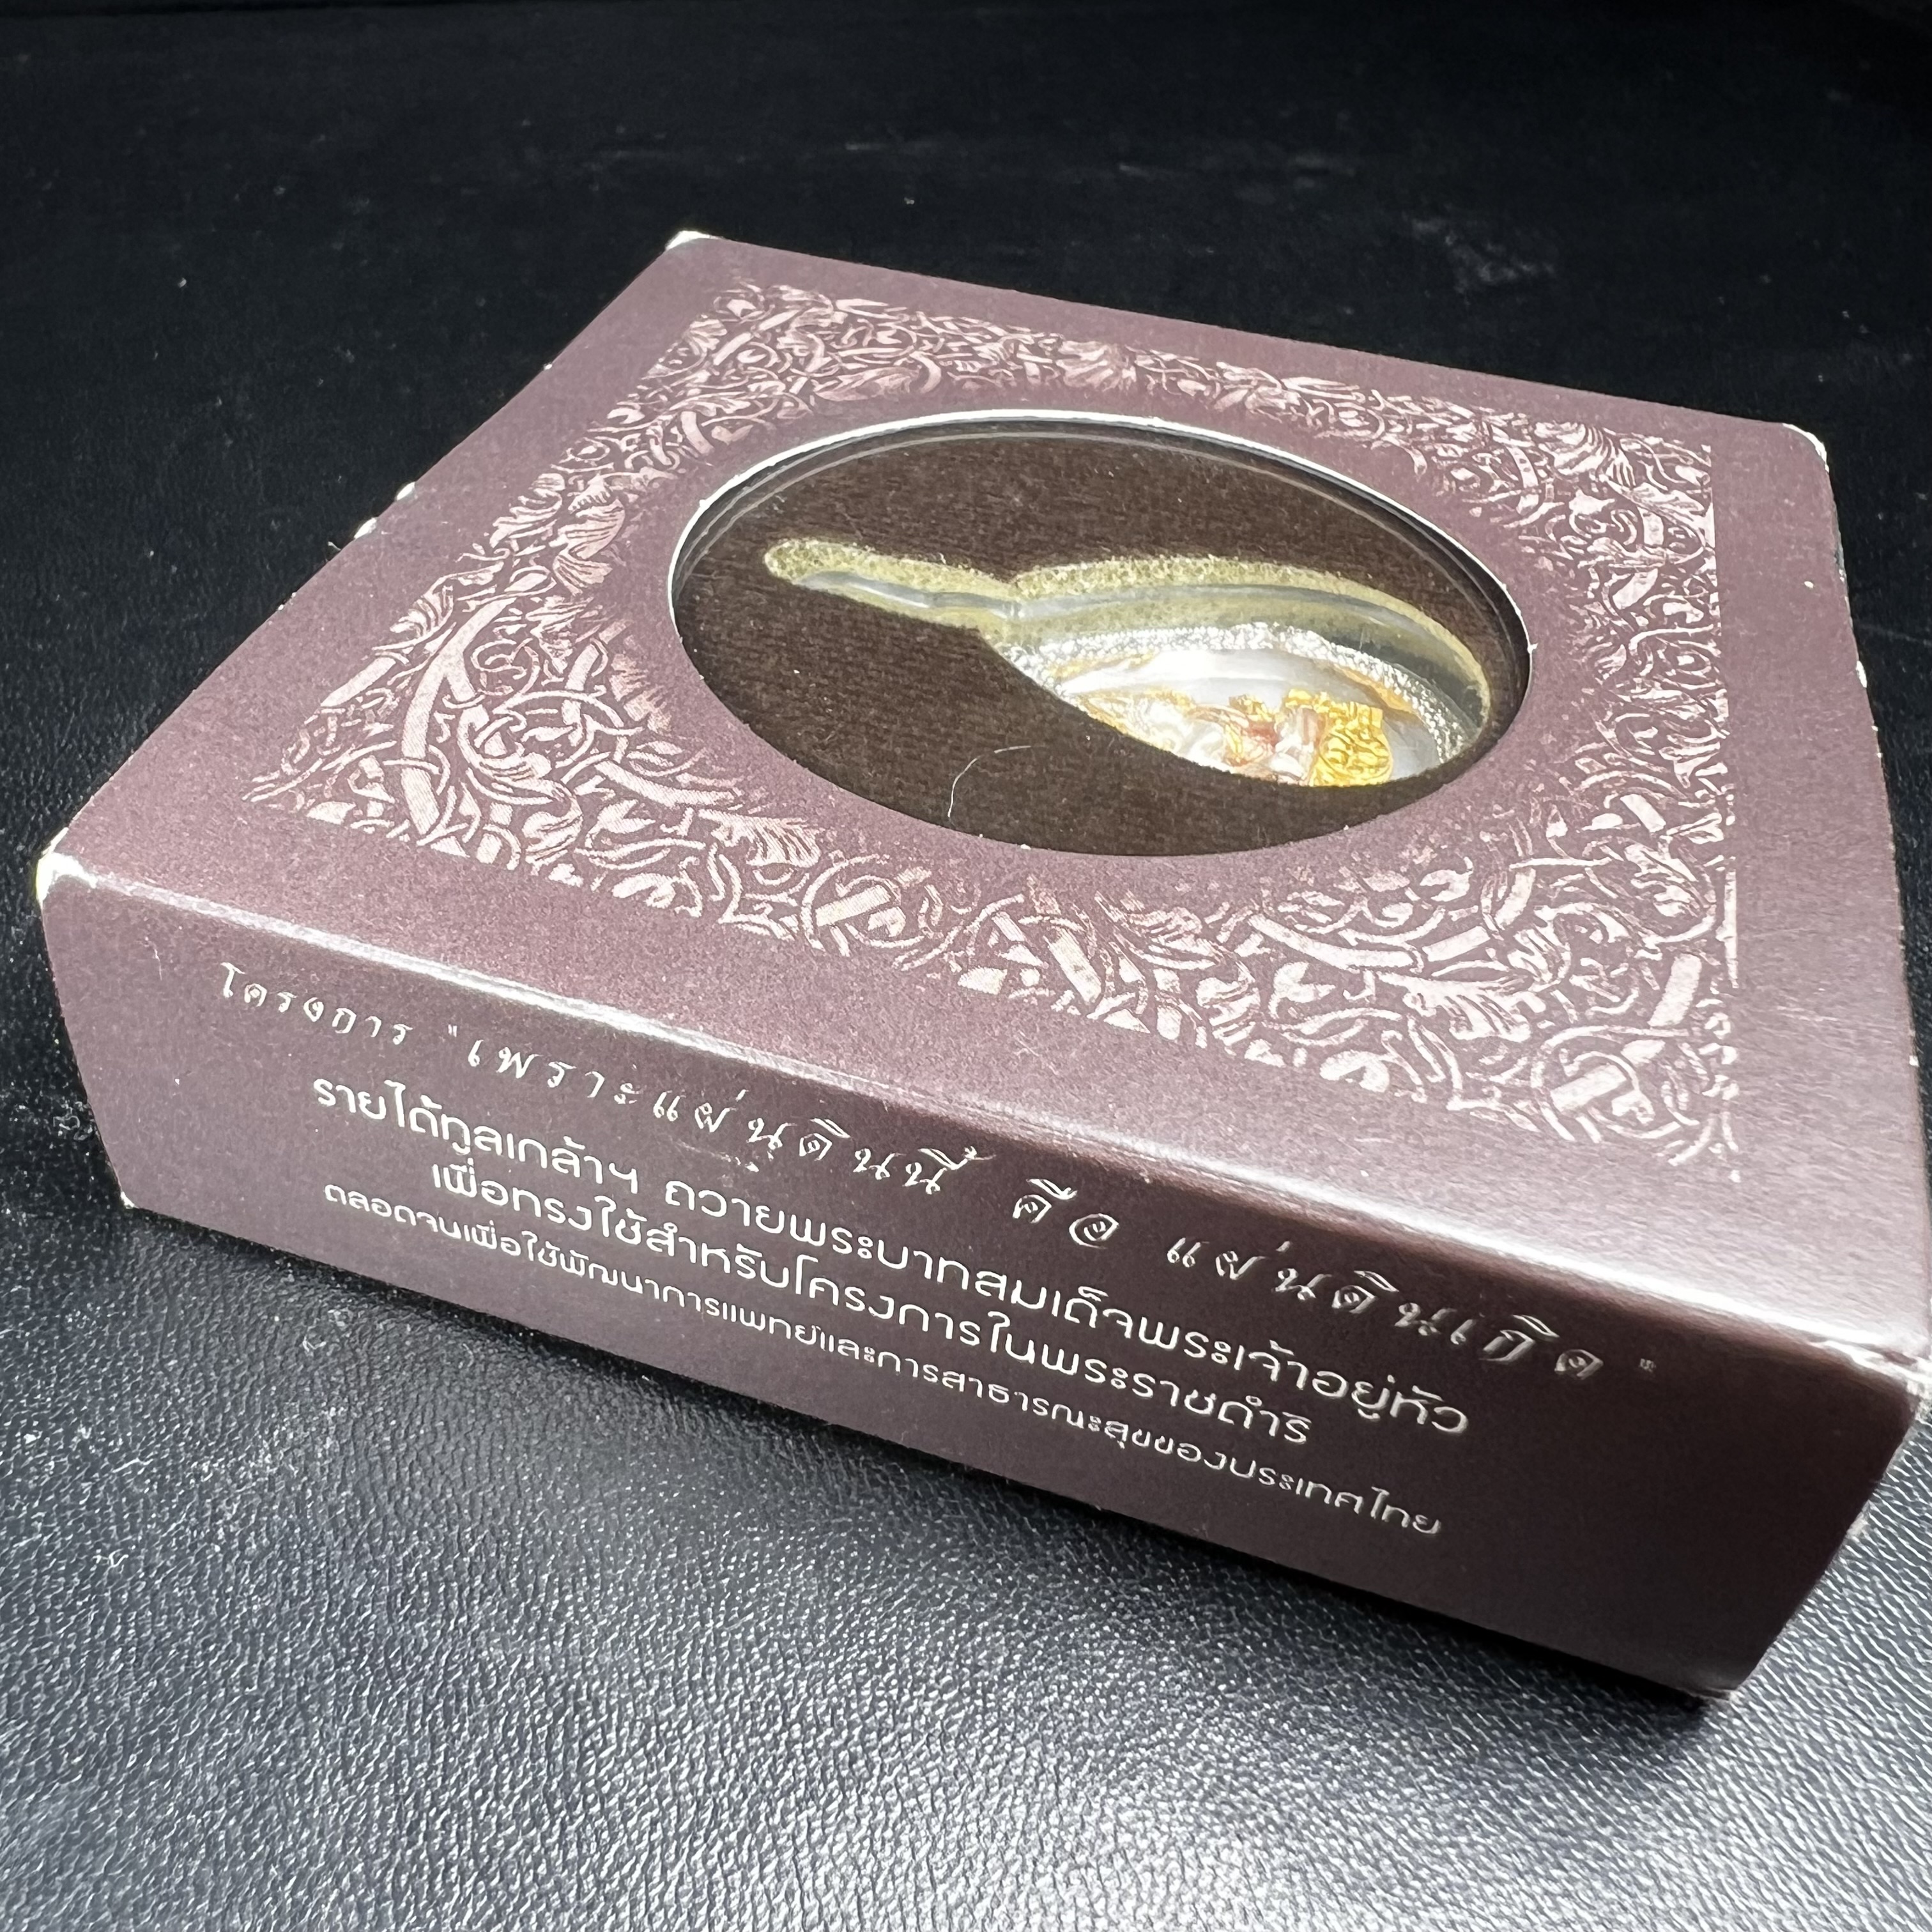 โครงการ "เพราะแผ่นดินนี้ คือ แผ่นดินเกิด"
รายได้ทูลเกล้าฯ ถวายพระบาทสมเด็จพระเจ้าอยู่หัว
เพื่อทรงใช้สำหรับโครงการในพระราชดำริ
ตลอดจนเพื่อใช้พัฒนาการแพทย์และการสาธารณะสุขของประเทศไทย